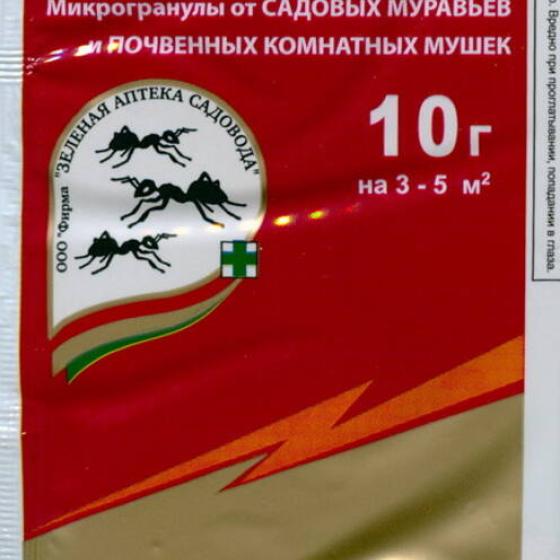 Микрогранулы от САДОВЫХ МУРАВЬЕВ
и ПОЧВЕННЫХ КОМНАТНЫХ МУШЕК
ООО "Фирма "ЗЕЛЕНАЯ АПТЕКА САДОВОДА"
10 г
на 3 - 5 м²
о. Вредно при проглатывании, попадании в глаза.